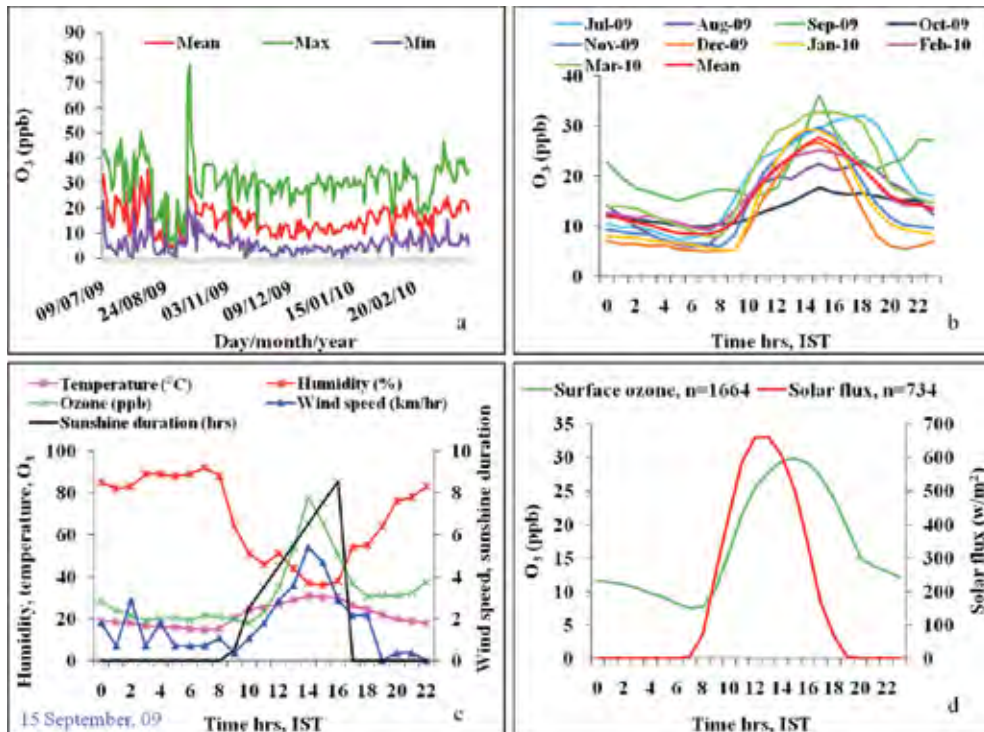 Mean Max Min
90
80
70
60
50
40
30
20
10
0
O3 (ppb)
09/07/09 24/08/09 03/11/09 09/12/09 15/01/10 20/02/10
Day/month/year
a
Jul-09 Aug-09 Sep-09 Oct-09
Nov-09 Dec-09 Jan-10 Feb-10
Mar-10 Mean
40
30
20
10
0
O3 (ppb)
0 2 4 6 8 10 12 14 16 18 20 22
Time hrs, IST
b
Temperature (°C) Humidity (%)
Ozone (ppb) Wind speed (km/hr)
Sunshine duration (hrs)
100 10
80 8
60 6
40 4
20 2
0 0
Humidity, temperature, O3
Wind speed, sunshine duration
0 2 4 6 8 10 12 14 16 18 20 22
Time hrs, IST
15 September, 09
c
Surface ozone, n=1664 Solar flux, n=734
35 700
30 600
25 500
20 400
15 300
10 200
5 100
0 0
O3 (ppb)
Solar flux (w/m²)
0 2 4 6 8 10 12 14 16 18 20 22
Time hrs, IST
d